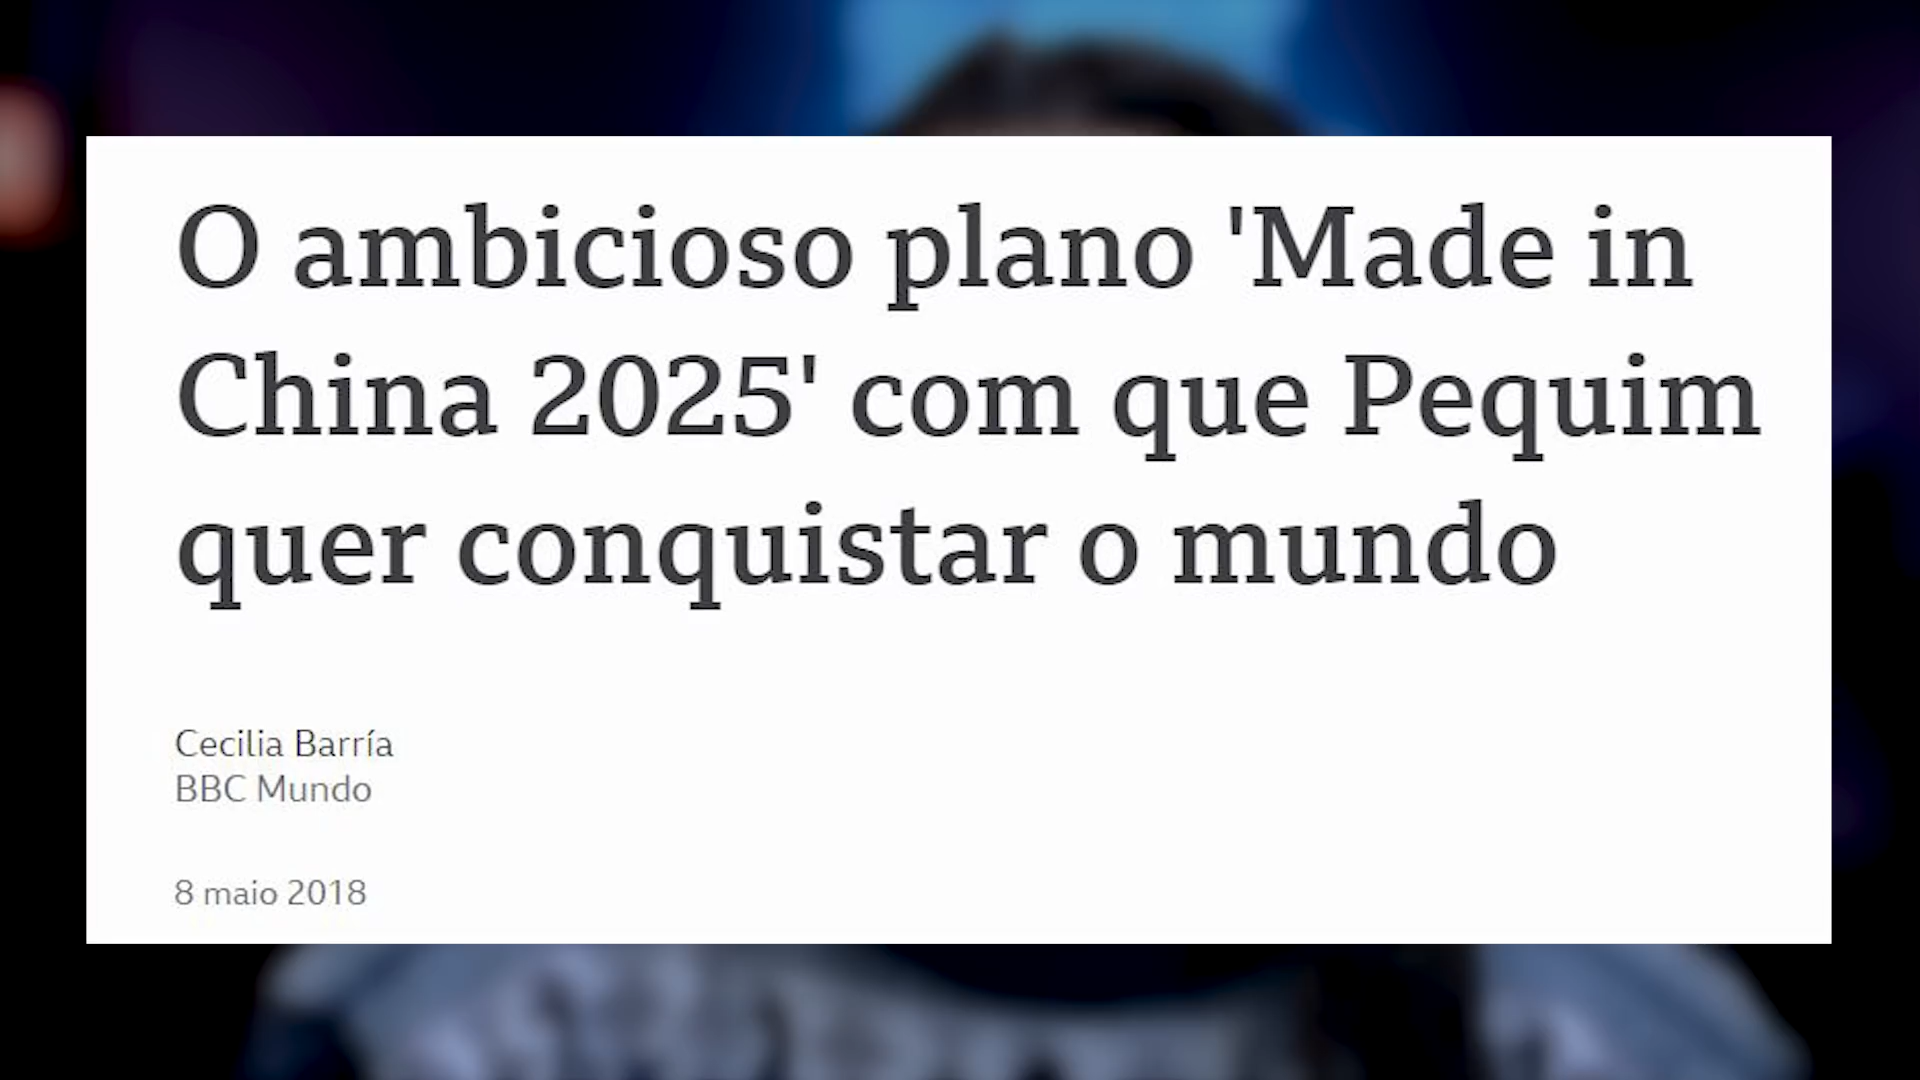 O ambicioso plano 'Made in
China 2025' com que Pequim
quer conquistar o mundo
Cecilia Barría
BBC Mundo
8 maio 2018